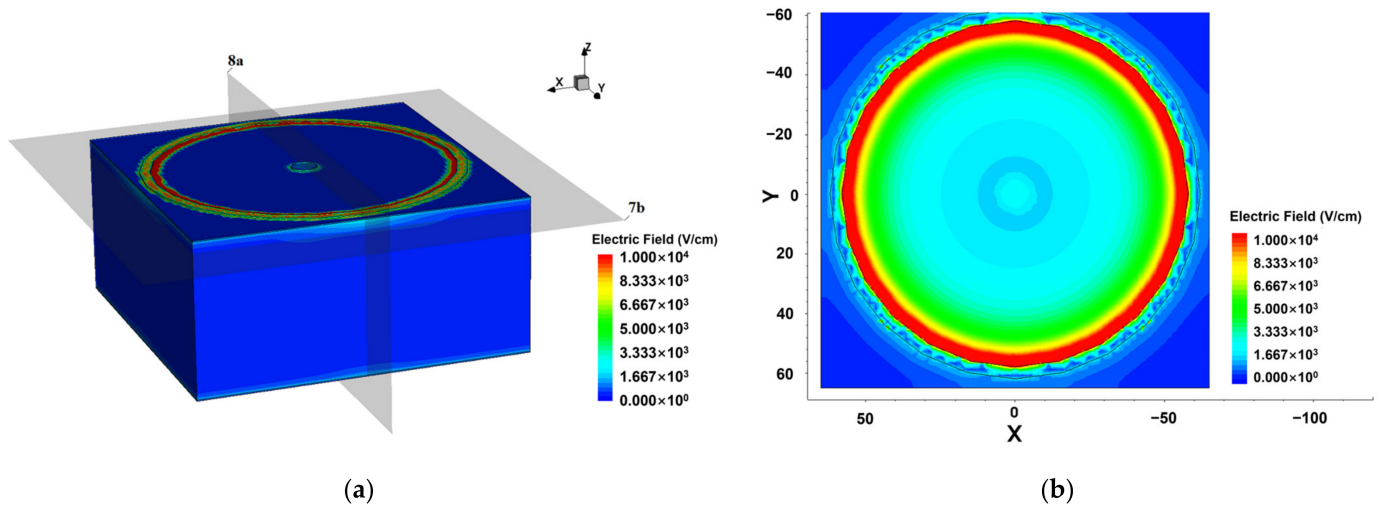 8a
Z
X
Y
7b
Electric Field (V/cm)
1.000×10⁴
8.333×10³
6.667×10³
5.000×10³
3.333×10³
1.667×10³
0.000×10⁰
(a)
−60
−40
−20
Y 0
20
40
60
50 0 −50 −100
X
Electric Field (V/cm)
1.000×10⁴
8.333×10³
6.667×10³
5.000×10³
3.333×10³
1.667×10³
0.000×10⁰
(b)